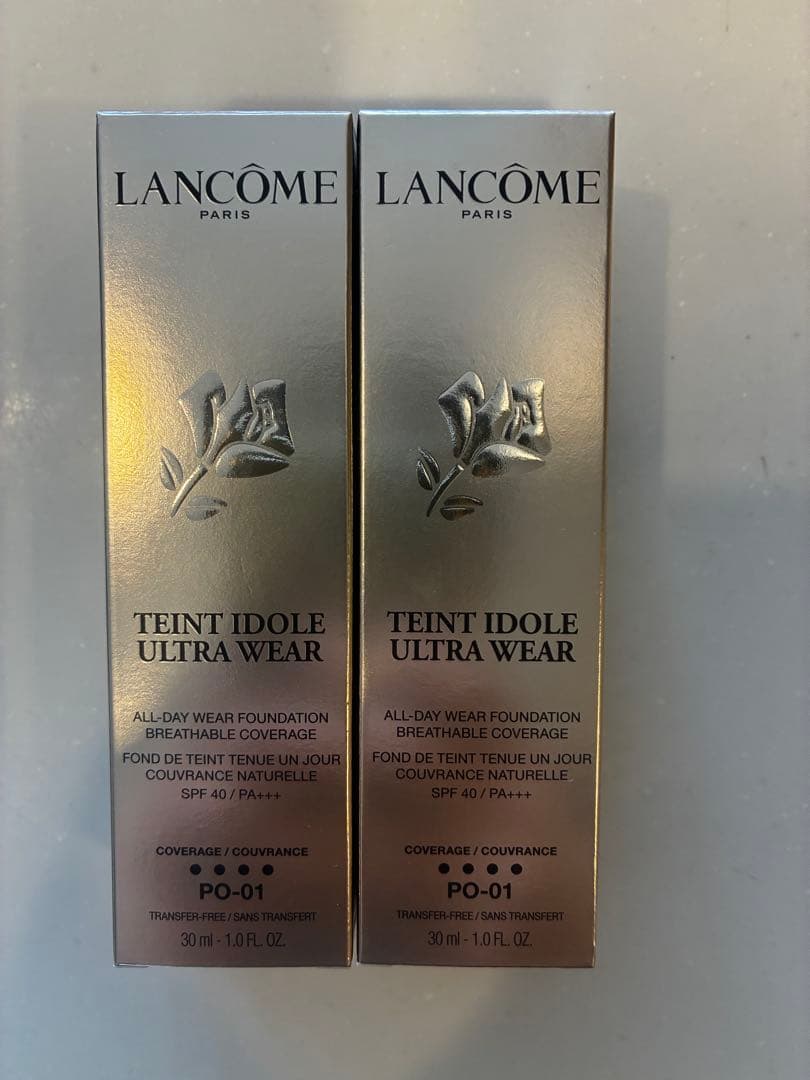 LANCÔME
PARIS
TEINT IDOLE
ULTRA WEAR
ALL-DAY WEAR FOUNDATION
BREATHABLE COVERAGE
FOND DE TEINT TENUE UN JOUR
COUVRANCE NATURELLE
SPF 40 / PA+++
COVERAGE / COUVRANCE
PO-01
TRANSFER-FREE / SANS TRANSFERT
30 ml - 1.0 FL. OZ.
LANCÔME
PARIS
TEINT IDOLE
ULTRA WEAR
ALL-DAY WEAR FOUNDATION
BREATHABLE COVERAGE
FOND DE TEINT TENUE UN JOUR
COUVRANCE NATURELLE
SPF 40 / PA+++
COVERAGE / COUVRANCE
PO-01
TRANSFER-FREE / SANS TRANSFERT
30 ml - 1.0 FL. OZ.